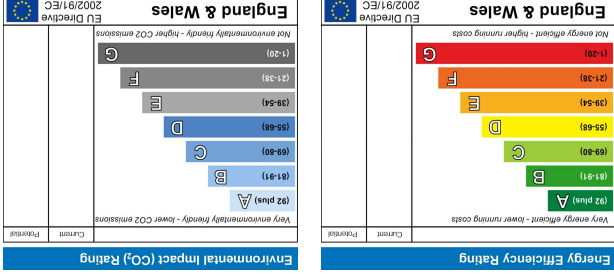 Energy Efficiency Rating
Current
Potential
Very energy efficient - lower running costs
(92 plus) A
(81-91) B
(69-80) C
(55-68) D
(39-54) E
(21-38) F
(1-20) G
Not energy efficient - higher running costs
England & Wales
EU Directive
2002/91/EC
Environmental Impact (CO₂) Rating
Current
Potential
Very environmentally friendly - lower CO2 emissions
(92 plus) A
(81-91) B
(69-80) C
(55-68) D
(39-54) E
(21-38) F
(1-20) G
Not environmentally friendly - higher CO2 emissions
England & Wales
EU Directive
2002/91/EC